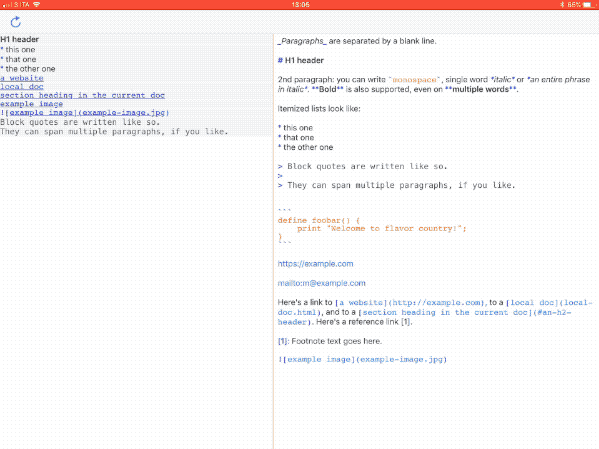 3 ITA
13:06
66%
H1 header
* this one
* that one
* the other one
a website
local doc
section heading in the current doc
example image
![example image](example-image.jpg)
Block quotes are written like so.
They can span multiple paragraphs, if you like.
_Paragraphs_ are separated by a blank line.
# H1 header
2nd paragraph: you can write `monospace`, single word *italic* or *an entire phrase
in italic*. **Bold** is also supported, even on **multiple words**.
Itemized lists look like:
* this one
* that one
* the other one
> Block quotes are written like so.
>
> They can span multiple paragraphs, if you like.
```
define foobar() {
print "Welcome to flavor country!";
}
```
https://example.com
mailto:m@example.com
Here's a link to [a website](http://example.com), to a [local doc](local-
doc.html), and to a [section heading in the current doc](#an-h2-
header). Here's a reference link [1].
[1]: Footnote text goes here.
![example image](example-image.jpg)